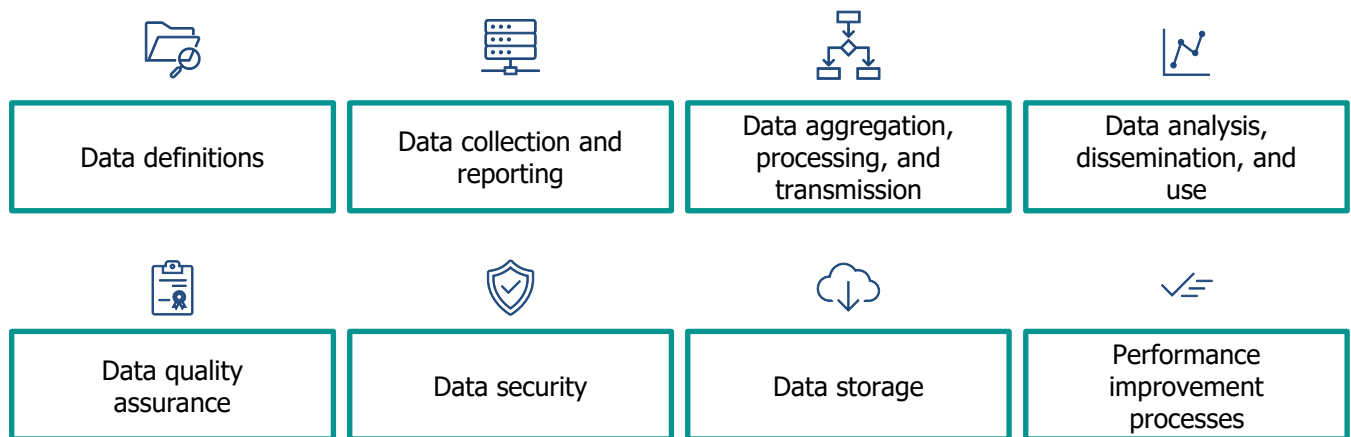 Data definitions
Data collection and
reporting
Data aggregation,
processing, and
transmission
Data analysis,
dissemination, and
use
Data quality
assurance
Data security
Data storage
Performance
improvement
processes